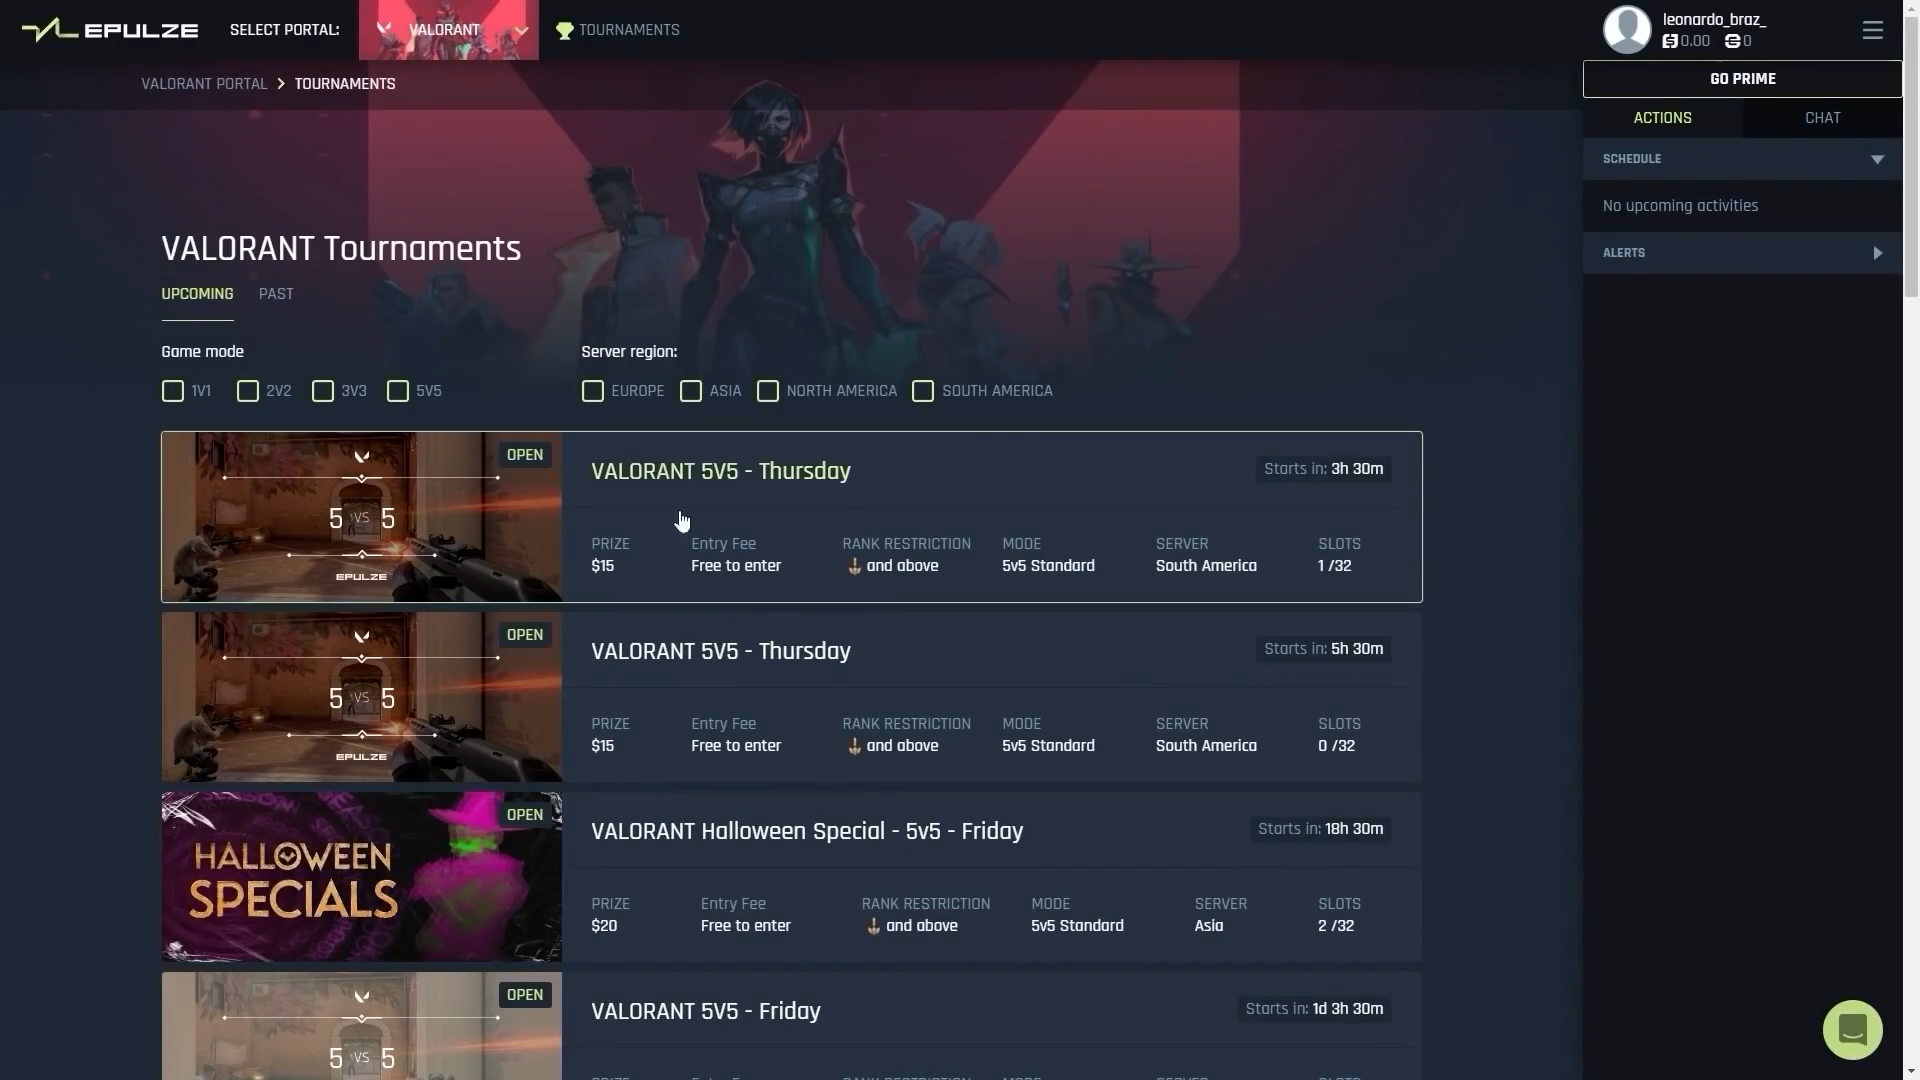 EPULZE
SELECT PORTAL:
VALORANT
TOURNAMENTS
leonardo_braz_
0.00 0
VALORANT PORTAL > TOURNAMENTS
GO PRIME
ACTIONS
CHAT
SCHEDULE
No upcoming activities
ALERTS
VALORANT Tournaments
UPCOMING
PAST
Game mode
1V1
2V2
3V3
5V5
Server region:
EUROPE
ASIA
NORTH AMERICA
SOUTH AMERICA
OPEN
5 VS 5
EPULZE
VALORANT 5V5 - Thursday
Starts in: 3h 30m
PRIZE
$15
Entry Fee
Free to enter
RANK RESTRICTION
and above
MODE
5v5 Standard
SERVER
South America
SLOTS
1 /32
OPEN
5 VS 5
EPULZE
VALORANT 5V5 - Thursday
Starts in: 5h 30m
PRIZE
$15
Entry Fee
Free to enter
RANK RESTRICTION
and above
MODE
5v5 Standard
SERVER
South America
SLOTS
0 /32
OPEN
HALLOWEEN
SPECIALS
VALORANT Halloween Special - 5v5 - Friday
Starts in: 18h 30m
PRIZE
$20
Entry Fee
Free to enter
RANK RESTRICTION
and above
MODE
5v5 Standard
SERVER
Asia
SLOTS
2 /32
OPEN
5 VS 5
VALORANT 5V5 - Friday
Starts in: 1d 3h 30m